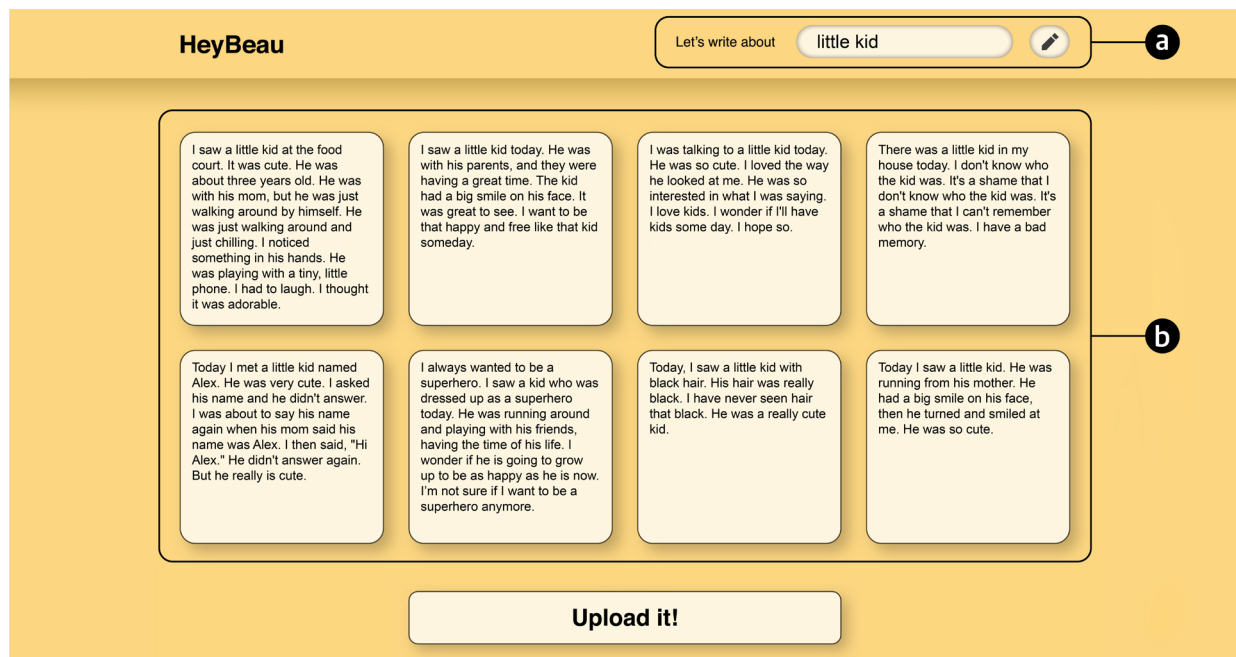 HeyBeau
Let's write about
little kid
a
I saw a little kid at the food
court. It was cute. He was
about three years old. He was
with his mom, but he was just
walking around by himself. He
was just walking around and
just chilling. I noticed
something in his hands. He
was playing with a tiny, little
phone. I had to laugh. I thought
it was adorable.
I saw a little kid today. He was
with his parents, and they were
having a great time. The kid
had a big smile on his face. It
was great to see. I want to be
that happy and free like that kid
someday.
I was talking to a little kid today.
He was so cute. I loved the way
he looked at me. He was so
interested in what I was saying.
I love kids. I wonder if I'll have
kids some day. I hope so.
There was a little kid in my
house today. I don't know who
the kid was. It's a shame that I
don't know who the kid was. It's
a shame that I can't remember
who the kid was. I have a bad
memory.
b
Today I met a little kid named
Alex. He was very cute. I asked
his name and he didn't answer.
I was about to say his name
again when his mom said his
name was Alex. I then said, "Hi
Alex." He didn't answer again.
But he really is cute.
I always wanted to be a
superhero. I saw a kid who was
dressed up as a superhero
today. He was running around
and playing with his friends,
having the time of his life. I
wonder if he is going to grow
up to be as happy as he is now.
I'm not sure if I want to be a
superhero anymore.
Today, I saw a little kid with
black hair. His hair was really
black. I have never seen hair
that black. He was a really cute
kid.
Today I saw a little kid. He was
running from his mother. He
had a big smile on his face,
then he turned and smiled at
me. He was so cute.
Upload it!